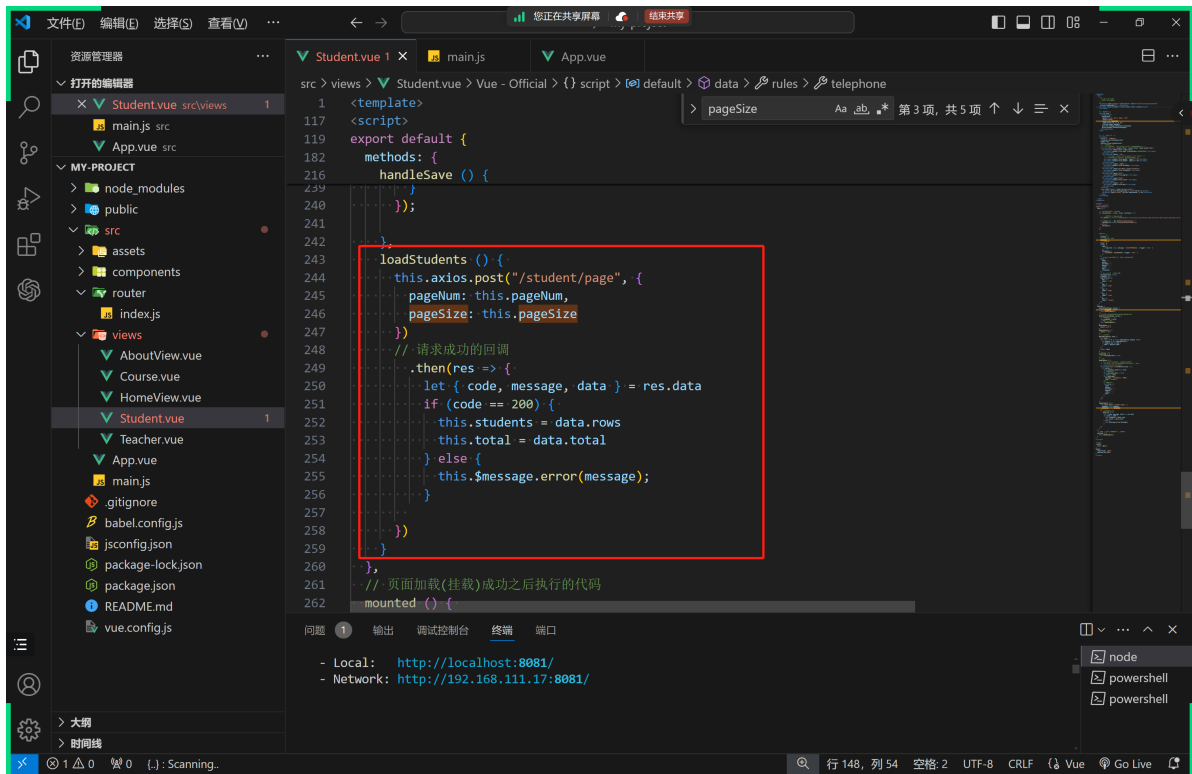 文件(F) 编辑(E) 选择(S) 查看(V) ···
您正在共享屏幕 结束共享
资源管理器
打开的编辑器
Student.vue src\views 1
main.js src
App.vue src
MY-PROJECT
node_modules
public
src
assets
components
router
index.js
views
AboutView.vue
Course.vue
HomeView.vue
Student.vue 1
Teacher.vue
App.vue
main.js
.gitignore
babel.config.js
jsconfig.json
package-lock.json
package.json
README.md
vue.config.js
大纲
时间线
Student.vue 1 main.js App.vue
src > views > Student.vue > Vue - Official > {} script > default > data > rules > telephone
pageSize Aa ab 第 3 项, 共 5 项
1 <template>
117 <script>
119 export default {
182 methods: {
216 handleSave () {
239 }
240 });
241
242 },
243 loadStudents () {
244 this.axios.post("/student/page", {
245 pageNum: this.pageNum,
246 pageSize: this.pageSize
247 })
248 // 请求成功的回调
249 .then(res => {
250 let { code, message, data } = res.data
251 if (code == 200) {
252 this.students = data.rows
253 this.total = data.total
254 } else {
255 this.$message.error(message);
256 }
257
258 })
259 }
260 },
261 // 页面加载(挂载)成功之后执行的代码
262 mounted () {
问题 1 输出 调试控制台 终端 端口
- Local: http://localhost:8081/
- Network: http://192.168.111.17:8081/
node
powershell
powershell
1 0 0 {..} : Scanning.. 行 148, 列 54 空格: 2 UTF-8 CRLF Vue Go Live